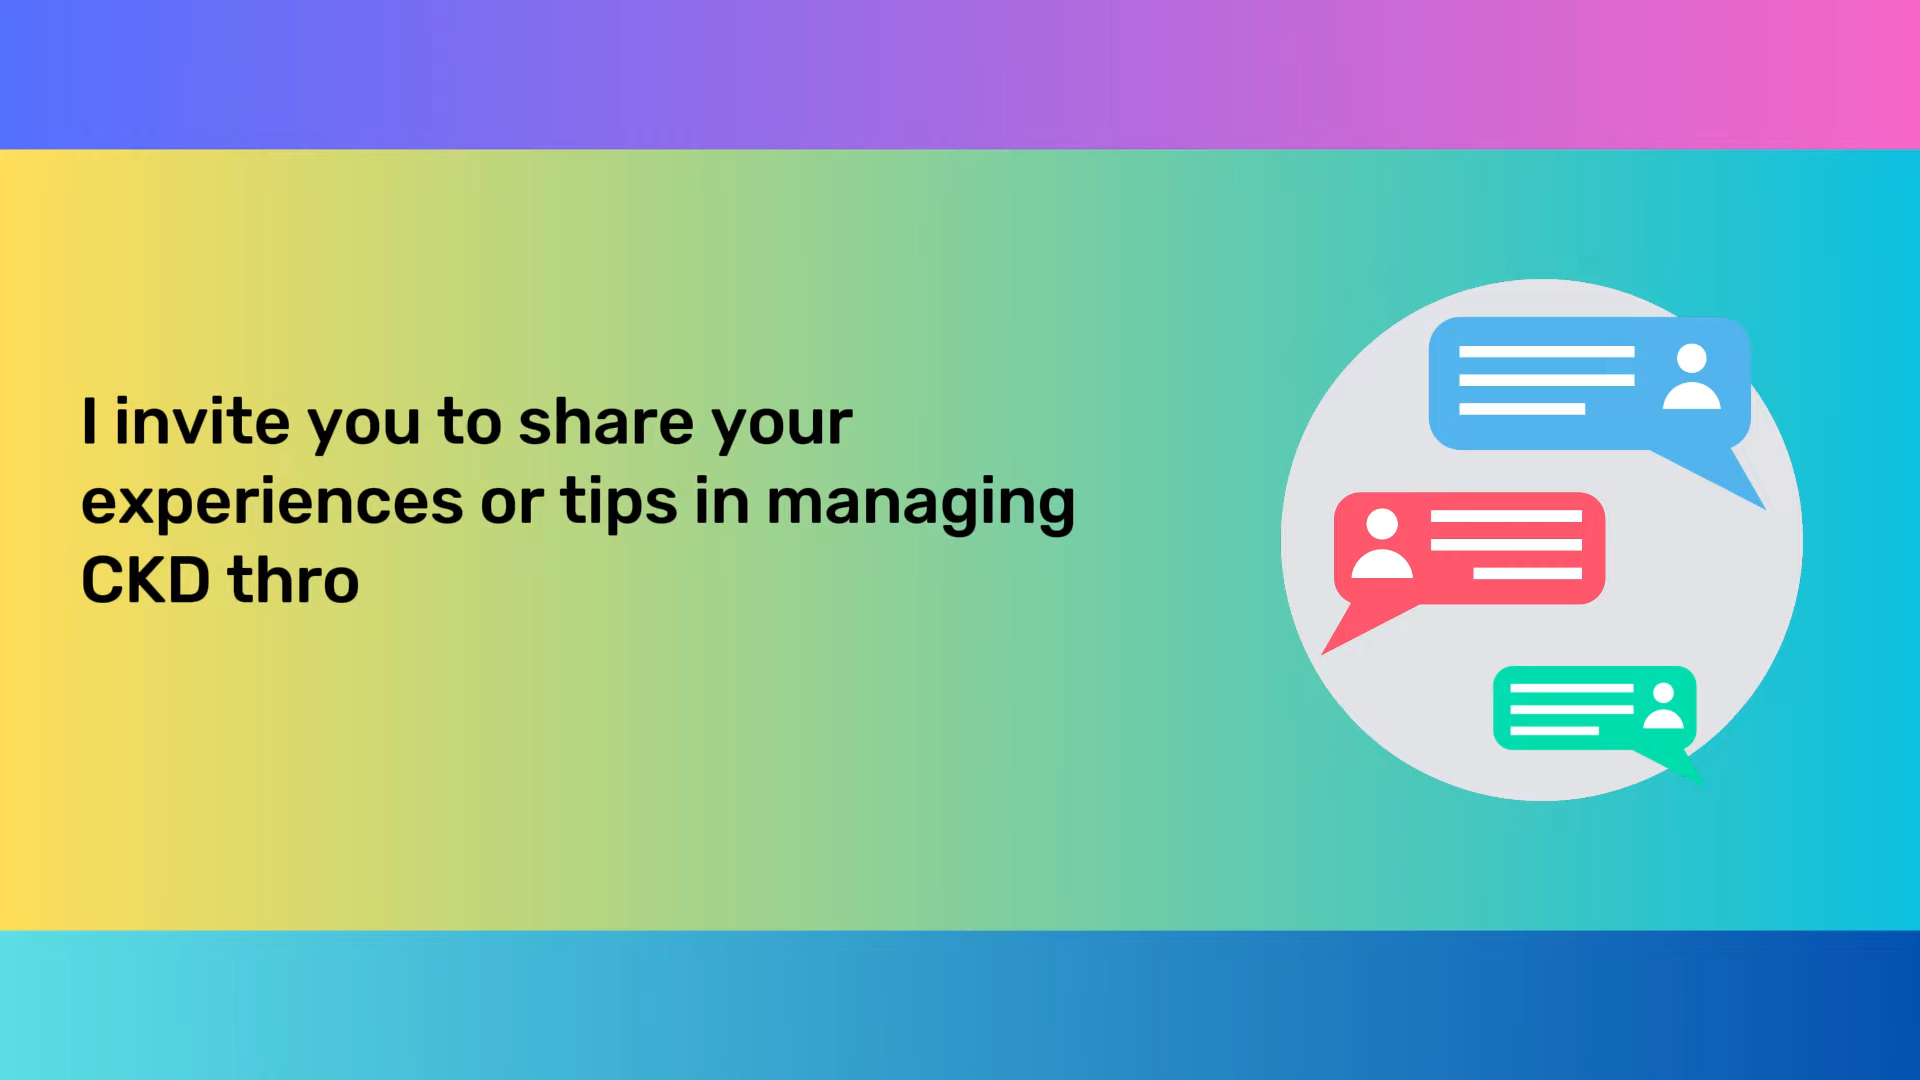 I invite you to share your
experiences or tips in managing
CKD thro